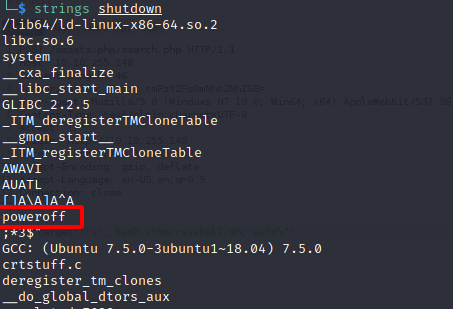 $ strings shutdown
/lib64/ld-linux-x86-64.so.2
libc.so.6
system
__cxa_finalize
__libc_start_main
GLIBC_2.2.5
_ITM_deregisterTMCloneTable
__gmon_start__
_ITM_registerTMCloneTable
AWAVI
AUATL
[]A\A]A^A
poweroff
;*3$"
GCC: (Ubuntu 7.5.0-3ubuntu1~18.04) 7.5.0
crtstuff.c
deregister_tm_clones
__do_global_dtors_aux